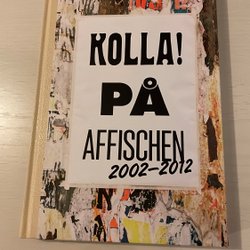 KOLLA!
PÅ
AFFISCHEN
2002–2012